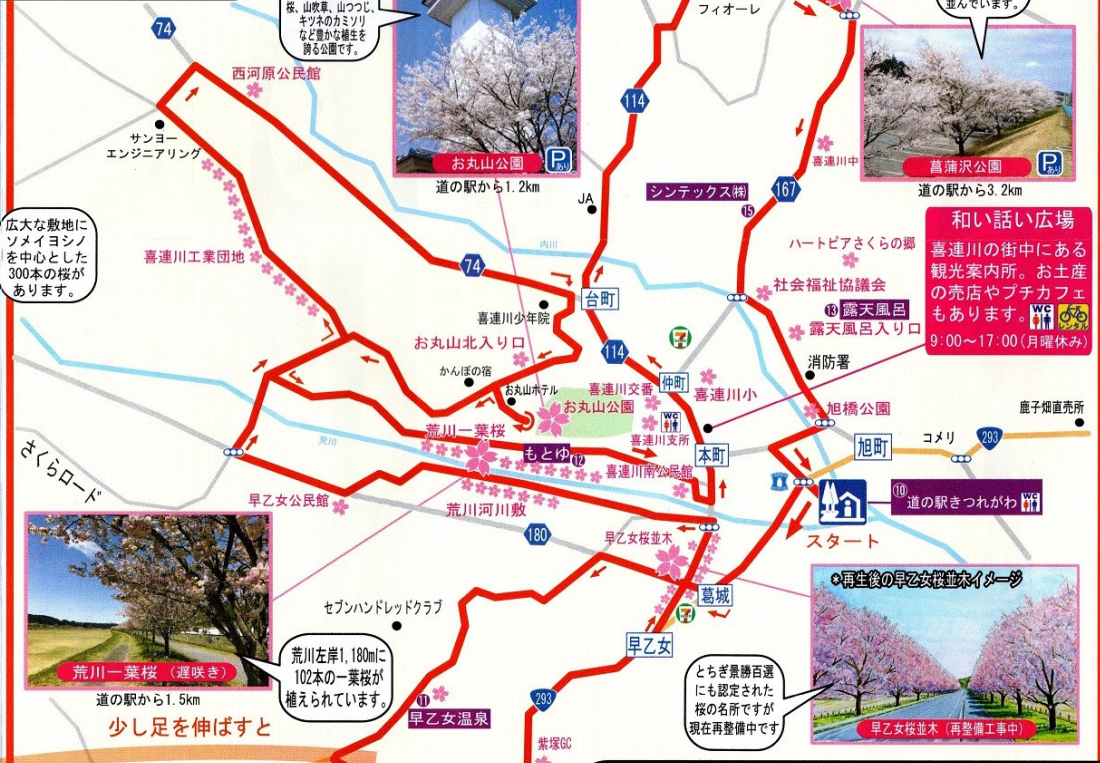 桜、山吹草、山つつじ、
キツネのカミソリ
など豊かな植生を
誇る公園です。
フィオーレ
並んでいます。
74
西河原公民館
サンヨー
エンジニアリング
お丸山公園
Pあり
道の駅から1.2km
114
喜連川中
菖蒲沢公園
Pあり
道の駅から3.2km
シンテックス㈱
⑮
167
JA
広大な敷地に
ソメイヨシノ
を中心とした
300本の桜が
あります。
喜連川工業団地
内川
ハートピアさくらの郷
和い話い広場
喜連川の街中にある
観光案内所。お土産
の売店やプチカフェ
もあります。
WC
レンタル
9:00〜17:00(月曜休み)
74
台町
社会福祉協議会
喜連川少年院
⑬露天風呂
露天風呂入り口
お丸山北入り口
114
仲町
消防署
かんぽの宿
お丸山ホテル
お丸山公園
喜連川交番
喜連川小
WC
旭橋公園
鹿子畑直売所
荒川一葉桜
荒川
喜連川支所
コメリ
293
旭町
さくらロード
もとゆ⑫
本町
喜連川南公民館
早乙女公民館
荒川河川敷
⑩
道の駅きつれがわ
WC
180
早乙女桜並木
スタート
*再生後の早乙女桜並木イメージ
セブンハンドレッドクラブ
葛城
早乙女
荒川一葉桜(遅咲き)
道の駅から1.5km
荒川左岸1,180mに
102本の一葉桜が
植えられています。
とちぎ景勝百選
にも認定された
桜の名所ですが
現在再整備中です
早乙女桜並木(再整備工事中)
⑪
早乙女温泉
293
紫塚GC
少し足を伸ばすと